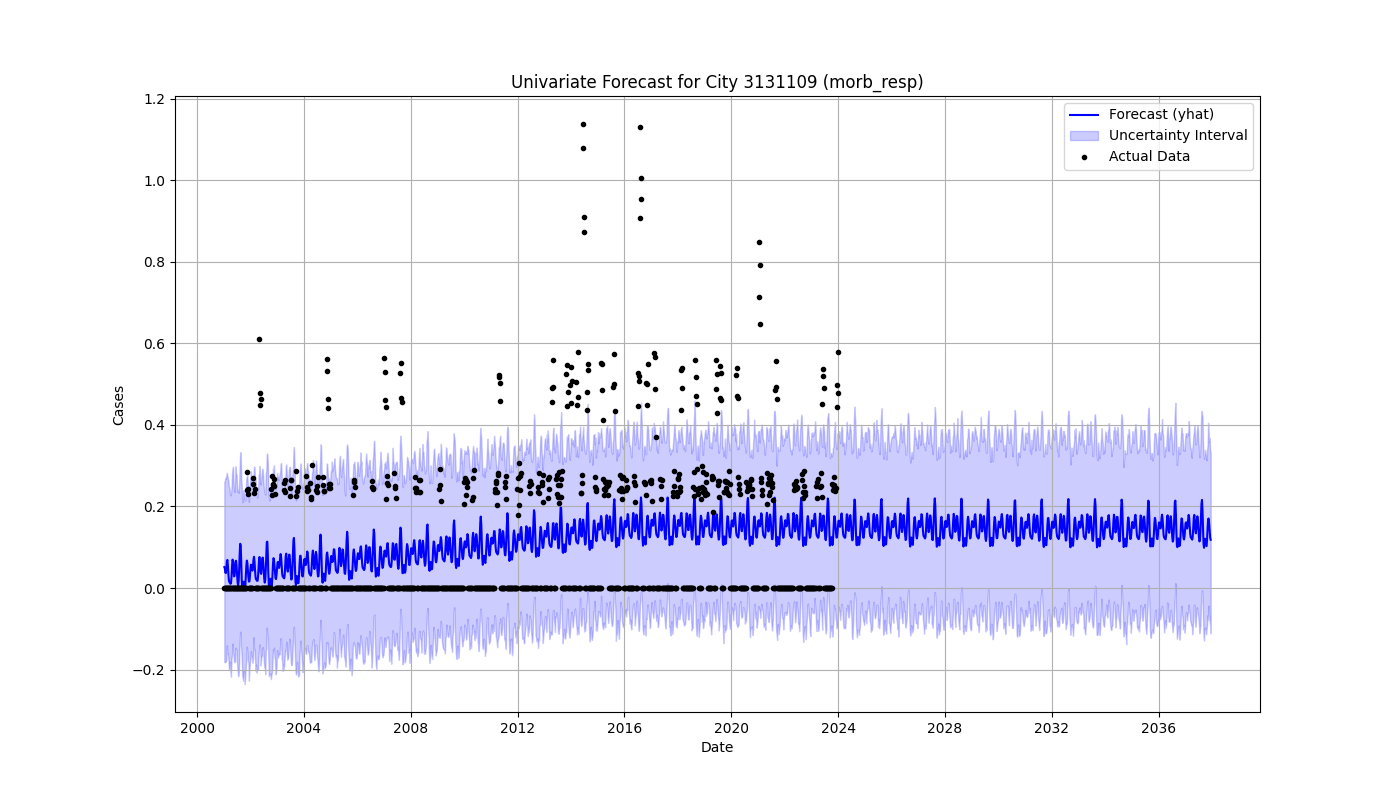 Univariate Forecast for City 3131109 (morb_resp)
Forecast (yhat)
Uncertainty Interval
Actual Data
Cases
1.2
1.0
0.8
0.6
0.4
0.2
0.0
−0.2
2000 2004 2008 2012 2016 2020 2024 2028 2032 2036
Date